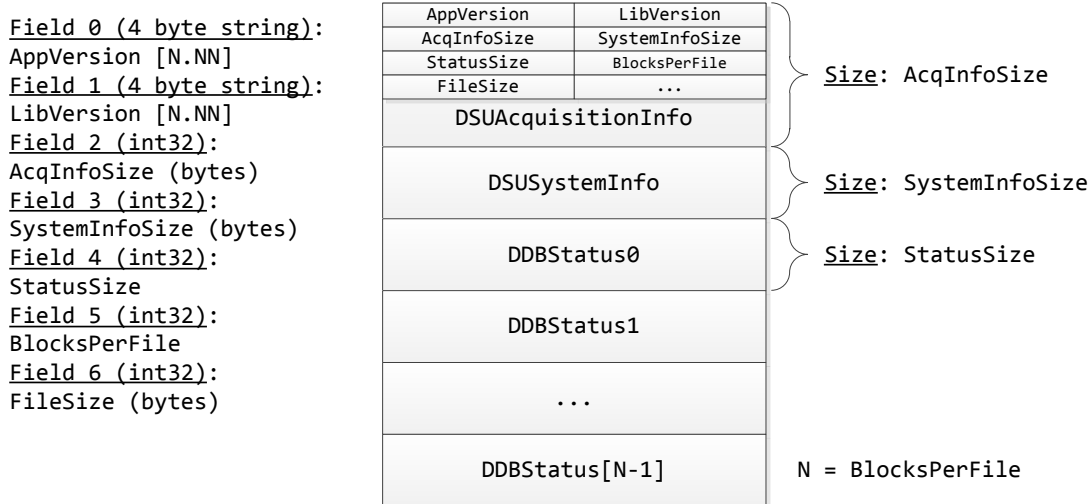 Field 0 (4 byte string):
AppVersion [N.NN]
Field 1 (4 byte string):
LibVersion [N.NN]
Field 2 (int32):
AcqInfoSize (bytes)
Field 3 (int32):
SystemInfoSize (bytes)
Field 4 (int32):
StatusSize
Field 5 (int32):
BlocksPerFile
Field 6 (int32):
FileSize (bytes)
AppVersion LibVersion
AcqInfoSize SystemInfoSize
StatusSize BlocksPerFile
FileSize ...
DSUAcquisitionInfo
Size: AcqInfoSize
DSUSystemInfo
Size: SystemInfoSize
DDBStatus0
Size: StatusSize
DDBStatus1
...
DDBStatus[N-1]
N = BlocksPerFile